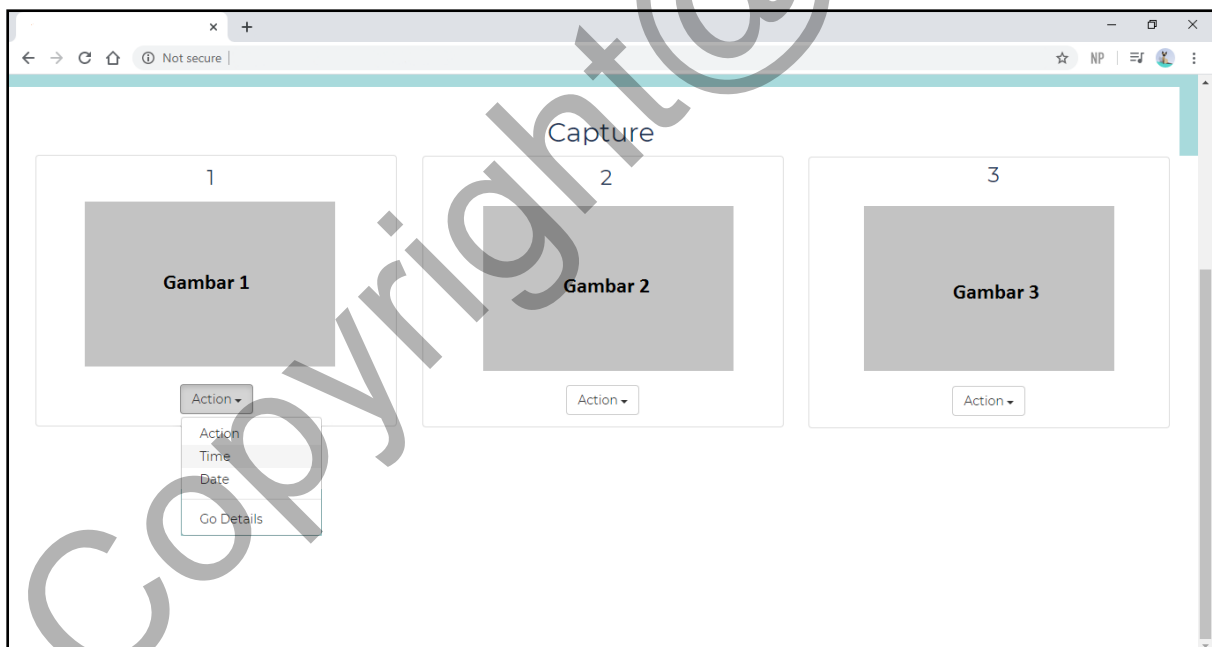 Not secure
NP
Capture
1
2
3
Gambar 1
Gambar 2
Gambar 3
Action
Action
Action
Action
Time
Date
Go Details
Copyright@